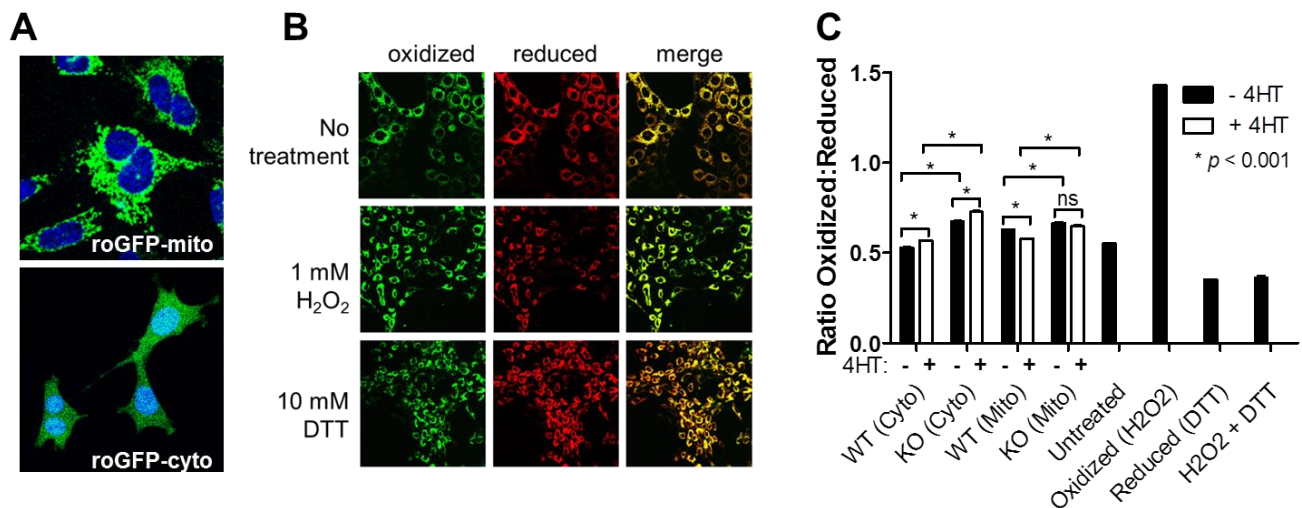 A
roGFP-mito
roGFP-cyto
B
oxidized reduced merge
No
treatment
1 mM
H₂O₂
10 mM
DTT
C
Ratio Oxidized:Reduced
1.5
1.0
0.5
0.0
- 4HT
+ 4HT
* p < 0.001
* *
* * * ns
* *
4HT: - + - + - + - +
WT (Cyto)
KO (Cyto)
WT (Mito)
KO (Mito)
Untreated
Oxidized (H2O2)
Reduced (DTT)
H2O2 + DTT